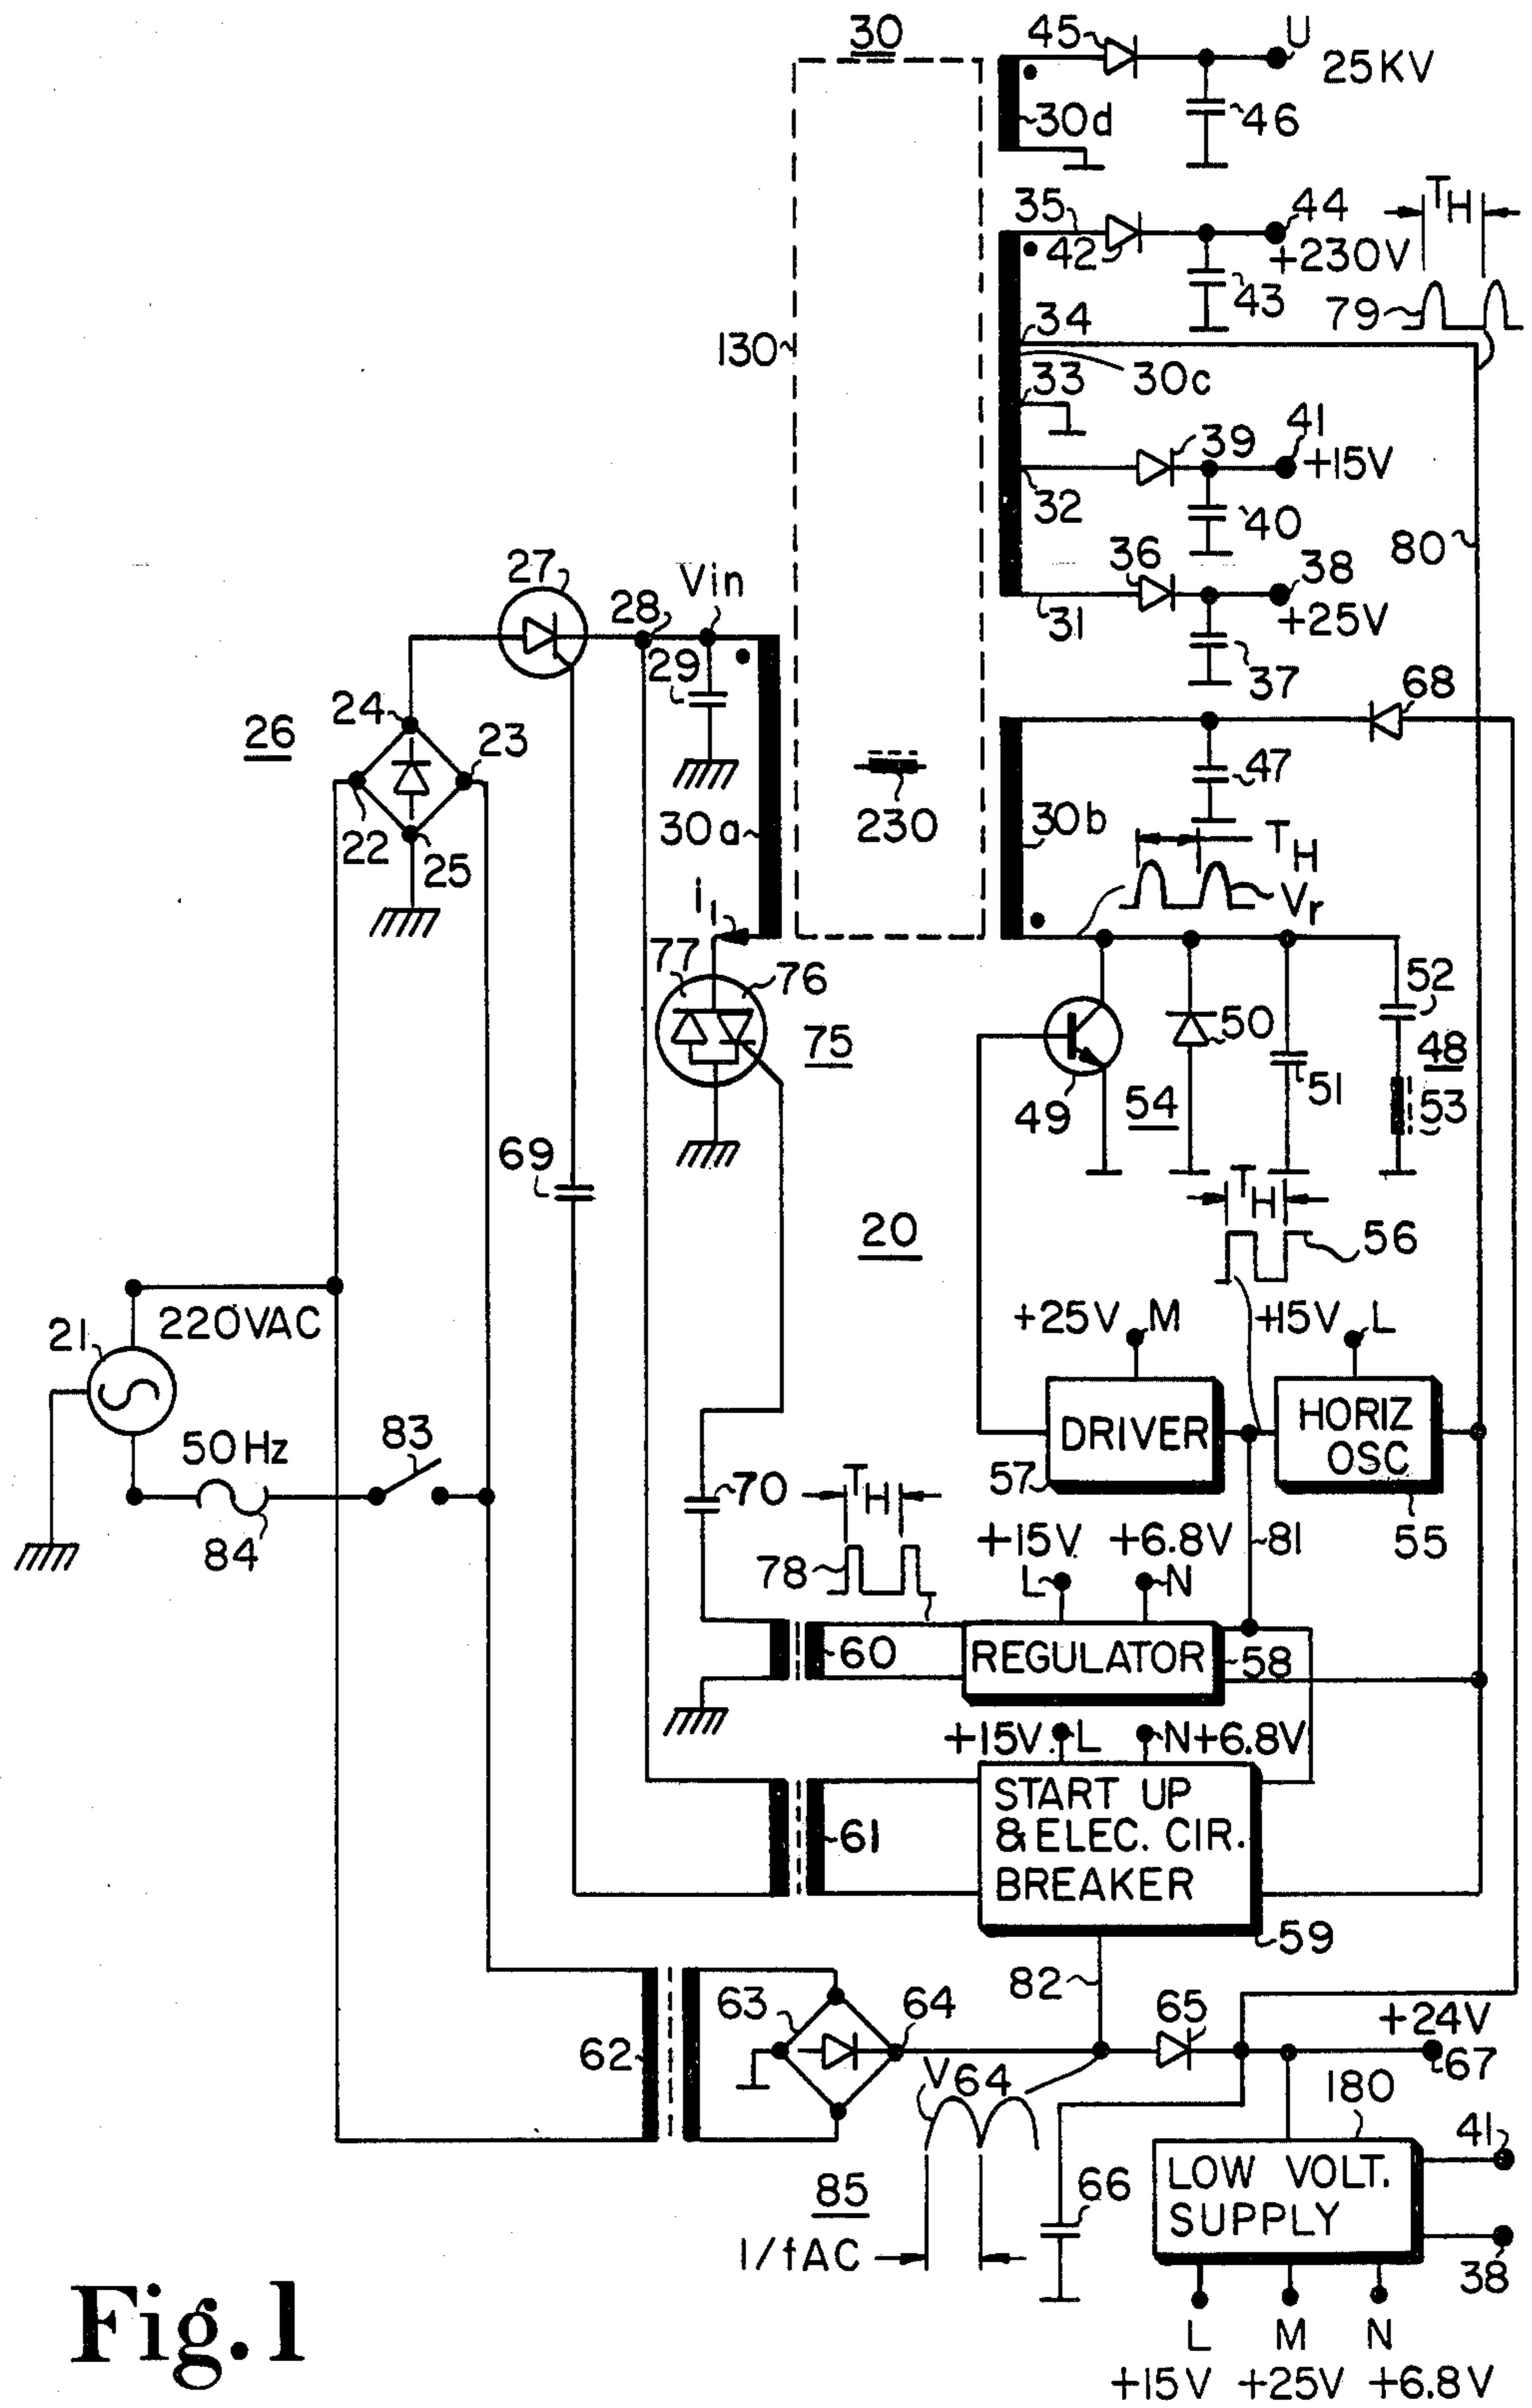 30
45
U
25KV
30d
46
TH
35
42
44
+230V
43
79
34
130
30c
33
39
41
+15V
32
40
80
27
Vin
28
36
38
+25V
31
29
37
68
24
26
23
47
22
25
30a
230
30b
TH
Vr
i1
77
76
52
75
50
48
49
54
51
53
69
TH
20
56
220VAC
21
+25V M
+15V L
50Hz
83
DRIVER
HORIZ
OSC
57
70
TH
84
+15V
+6.8V
81
55
78
L
N
60
REGULATOR
58
+15V L
N+6.8V
START UP
& ELEC. CIR.
BREAKER
61
59
82
63
64
65
+24V
62
67
V64
180
41
85
66
LOW VOLT.
SUPPLY
1/fAC
38
L M N
+15V +25V +6.8V
Fig.1